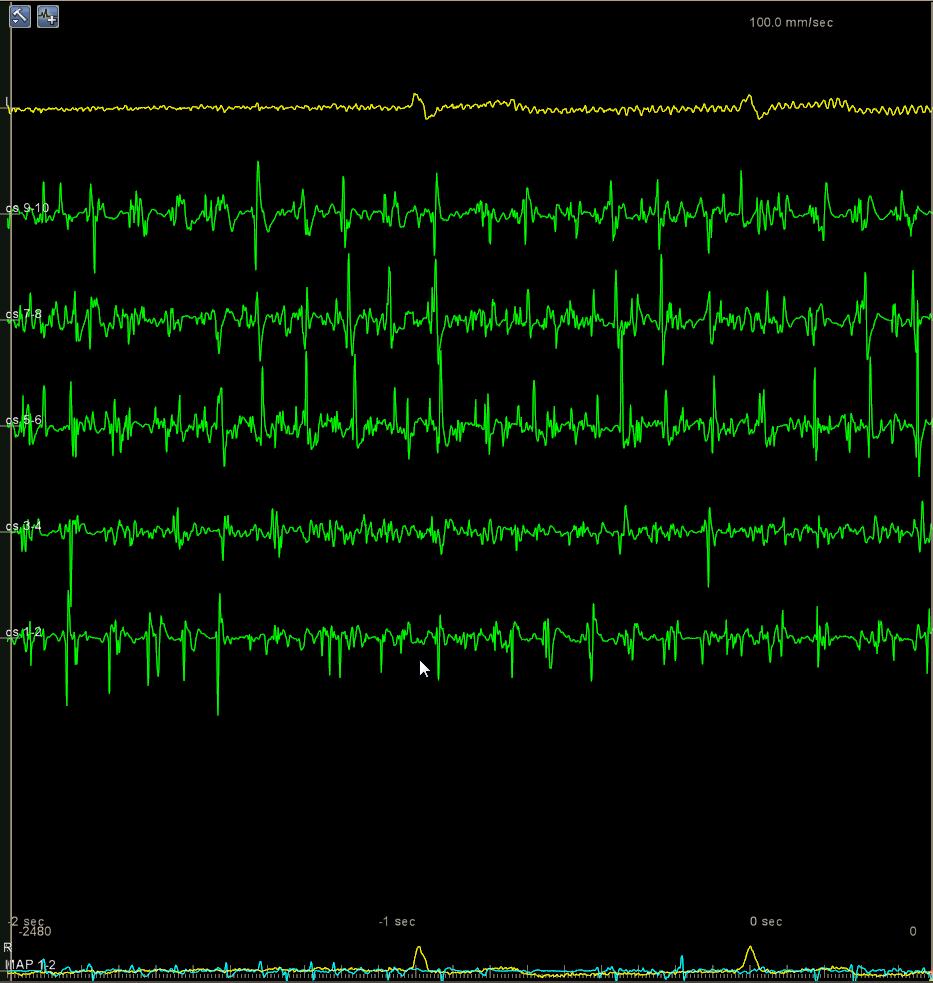 100.0 mm/sec
cs 9-10
cs 7-8
cs 5-6
cs 3-4
cs 1-2
-2 sec
-1 sec
0 sec
-2480
0
R
MAP 1-2